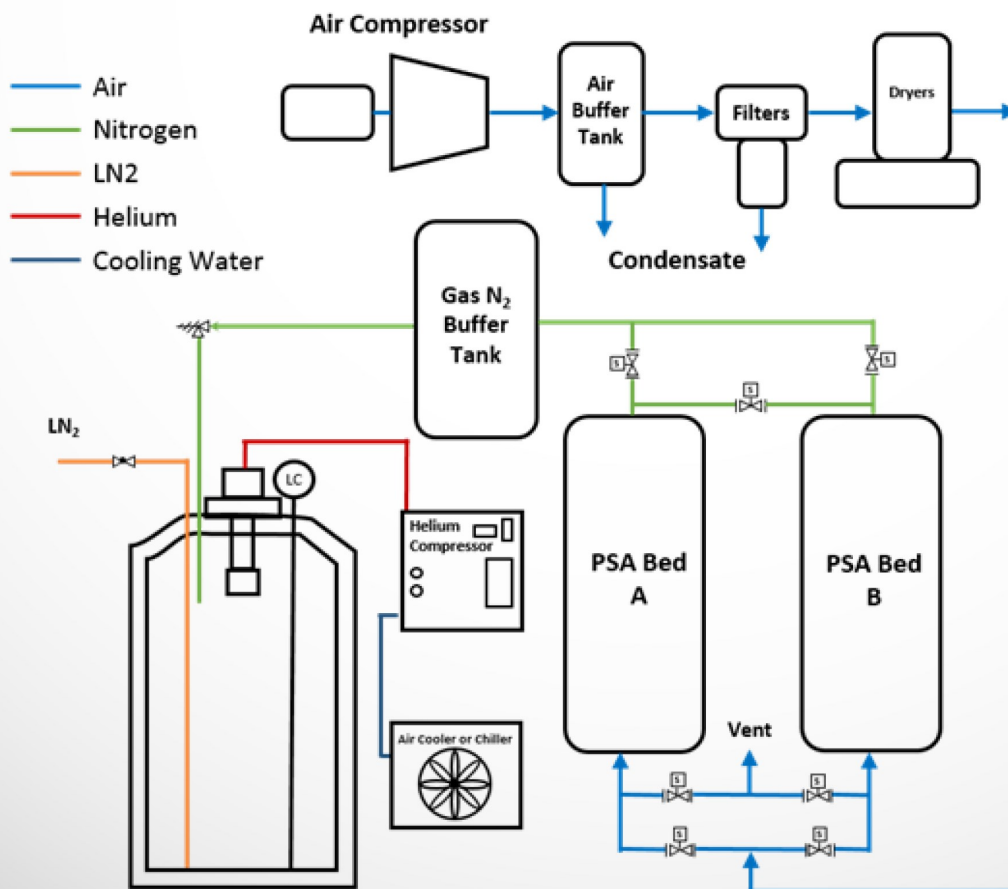 Air Compressor
Air
Nitrogen
LN2
Helium
Cooling Water
Air
Buffer
Tank
Filters
Dryers
Condensate
Gas N₂
Buffer
Tank
S
S
S
LN₂
LC
Helium
Compressor
PSA Bed
A
PSA Bed
B
Air Cooler or Chiller
Vent
S
S
S
S